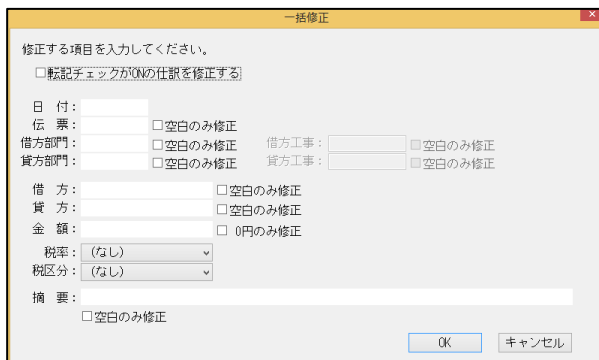 一括修正
修正する項目を入力してください。
転記チェックがONの仕訳を修正する
日　付：
伝　票： 空白のみ修正
借方部門： 空白のみ修正 借方工事： 空白のみ修正
貸方部門： 空白のみ修正 貸方工事： 空白のみ修正
借　方： 空白のみ修正
貸　方： 空白のみ修正
金　額： 0円のみ修正
税率： (なし)
税区分： (なし)
摘　要：
空白のみ修正
OK キャンセル